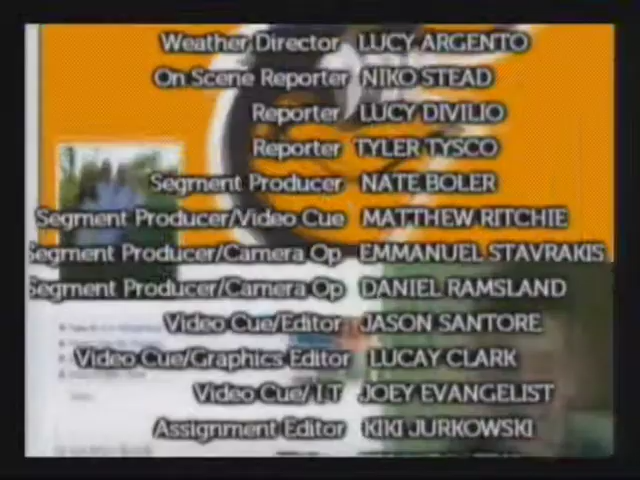 Weather Director LUCY ARGENTO
On Scene Reporter NIKO STEAD
Reporter LUCY DIVILIO
Reporter TYLER TYSCO
Segment Producer NATE BOLER
Segment Producer/Video Cue MATTHEW RITCHIE
Segment Producer/Camera Op EMMANUEL STAVRAKIS
Segment Producer/Camera Op DANIEL RAMSLAND
Video Cue/Editor JASON SANTORE
Video Cue/Graphics Editor LUCAY CLARK
Video Cue/ I.T JOEY EVANGELIST
Assignment Editor KIKI JURKOWSKI